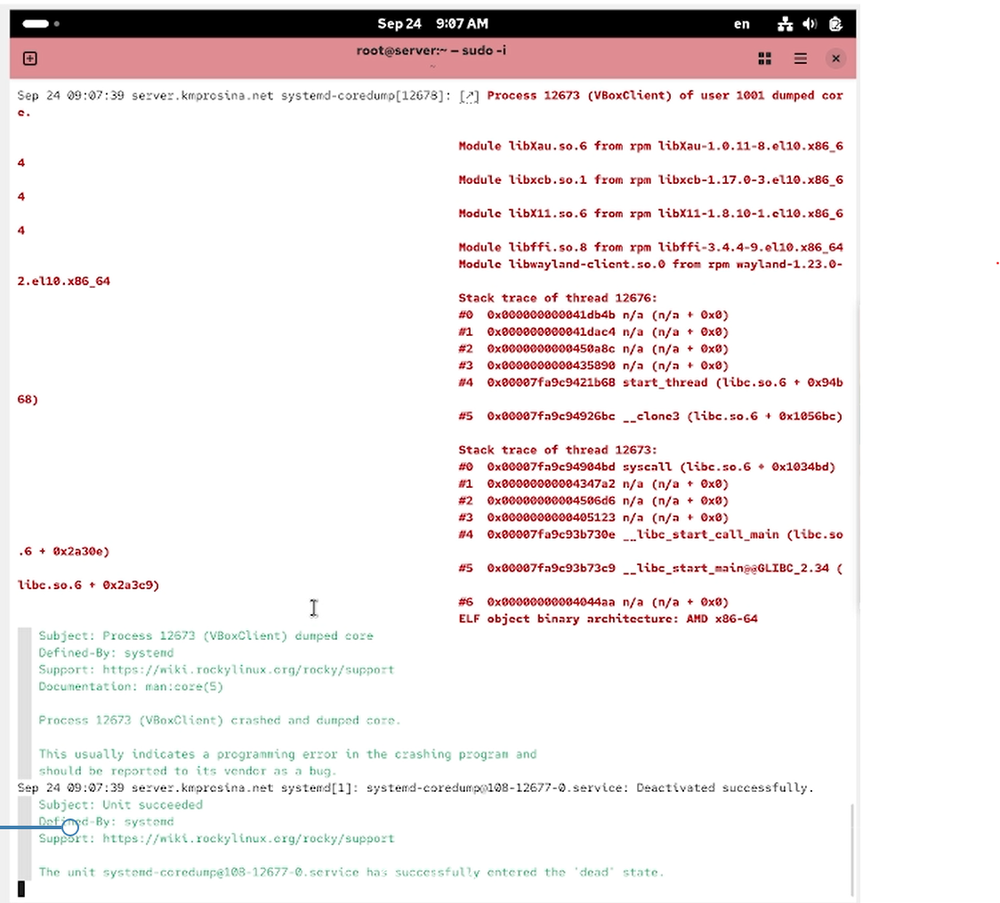 Sep 24 9:07 AM
en
root@server:~ — sudo -i
~
Sep 24 09:07:39 server.kmprosina.net systemd-coredump[12678]: [↗] Process 12673 (VBoxClient) of user 1001 dumped cor
e.
Module libXau.so.6 from rpm libXau-1.0.11-8.el10.x86_6
4
Module libxcb.so.1 from rpm libxcb-1.17.0-3.el10.x86_6
4
Module libX11.so.6 from rpm libX11-1.8.10-1.el10.x86_6
4
Module libffi.so.8 from rpm libffi-3.4.4-9.el10.x86_64
Module libwayland-client.so.0 from rpm wayland-1.23.0-
2.el10.x86_64
Stack trace of thread 12676:
#0 0x000000000041db4b n/a (n/a + 0x0)
#1 0x000000000041dac4 n/a (n/a + 0x0)
#2 0x0000000000450a8c n/a (n/a + 0x0)
#3 0x0000000000435890 n/a (n/a + 0x0)
#4 0x00007fa9c9421b68 start_thread (libc.so.6 + 0x94b
68)
#5 0x00007fa9c94926bc __clone3 (libc.so.6 + 0x1056bc)
Stack trace of thread 12673:
#0 0x00007fa9c94904bd syscall (libc.so.6 + 0x1034bd)
#1 0x00000000004347a2 n/a (n/a + 0x0)
#2 0x00000000004506d6 n/a (n/a + 0x0)
#3 0x0000000000405123 n/a (n/a + 0x0)
#4 0x00007fa9c93b730e __libc_start_call_main (libc.so
.6 + 0x2a30e)
#5 0x00007fa9c93b73c9 __libc_start_main@@GLIBC_2.34 (
libc.so.6 + 0x2a3c9)
#6 0x00000000004044aa n/a (n/a + 0x0)
ELF object binary architecture: AMD x86-64
Subject: Process 12673 (VBoxClient) dumped core
Defined-By: systemd
Support: https://wiki.rockylinux.org/rocky/support
Documentation: man:core(5)
Process 12673 (VBoxClient) crashed and dumped core.
This usually indicates a programming error in the crashing program and
should be reported to its vendor as a bug.
Sep 24 09:07:39 server.kmprosina.net systemd[1]: systemd-coredump@108-12677-0.service: Deactivated successfully.
Subject: Unit succeeded
Defined-By: systemd
Support: https://wiki.rockylinux.org/rocky/support
The unit systemd-coredump@108-12677-0.service has successfully entered the 'dead' state.